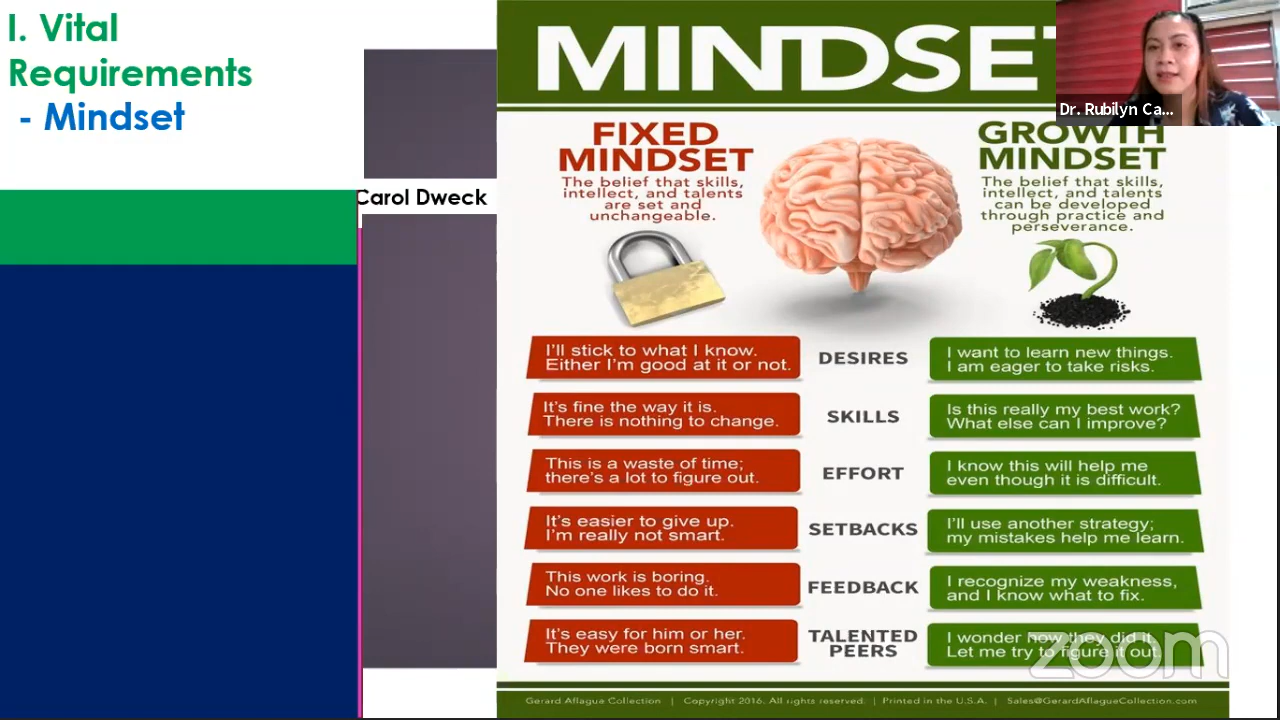 I. Vital
Requirements
- Mindset
Carol Dweck
MINDSET
Dr. Rubilyn Ca...
FIXED
MINDSET
The belief that skills,
intellect, and talents
are set and
unchangeable.
GROWTH
MINDSET
The belief that skills,
intellect, and talents
can be developed
through practice and
perseverance.
I'll stick to what I know.
Either I'm good at it or not.
DESIRES
I want to learn new things.
I am eager to take risks.
It's fine the way it is.
There is nothing to change.
SKILLS
Is this really my best work?
What else can I improve?
This is a waste of time;
there's a lot to figure out.
EFFORT
I know this will help me
even though it is difficult.
It's easier to give up.
I'm really not smart.
SETBACKS
I'll use another strategy;
my mistakes help me learn.
This work is boring.
No one likes to do it.
FEEDBACK
I recognize my weakness,
and I know what to fix.
It's easy for him or her.
They were born smart.
TALENTED
PEERS
I wonder how they did it.
Let me try to figure it out.
zoom
Gerard Aflague Collection | Copyright 2016. All rights reserved. | Printed in the U.S.A. | Sales@GerardAflagueCollection.com